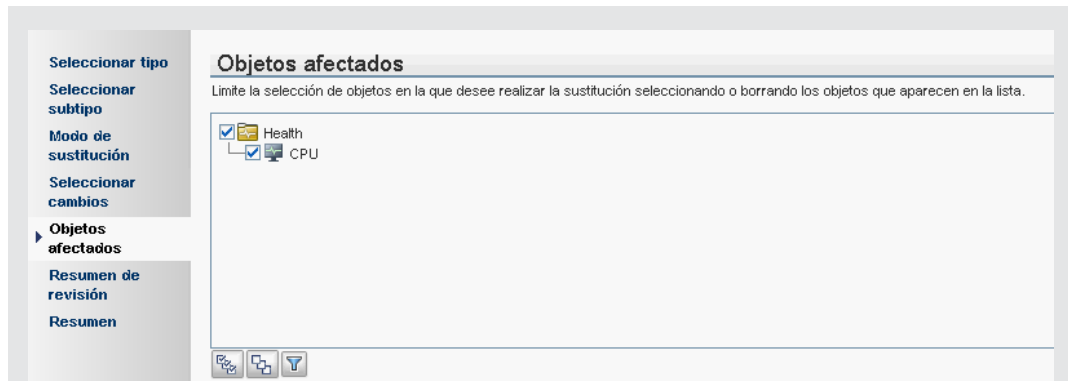 Seleccionar tipo
Seleccionar
subtipo
Modo de
sustitución
Seleccionar
cambios
Objetos
afectados
Resumen de
revisión
Resumen
Objetos afectados
Limite la selección de objetos en la que desee realizar la sustitución seleccionando o borrando los objetos que aparecen en la lista.
Health
CPU